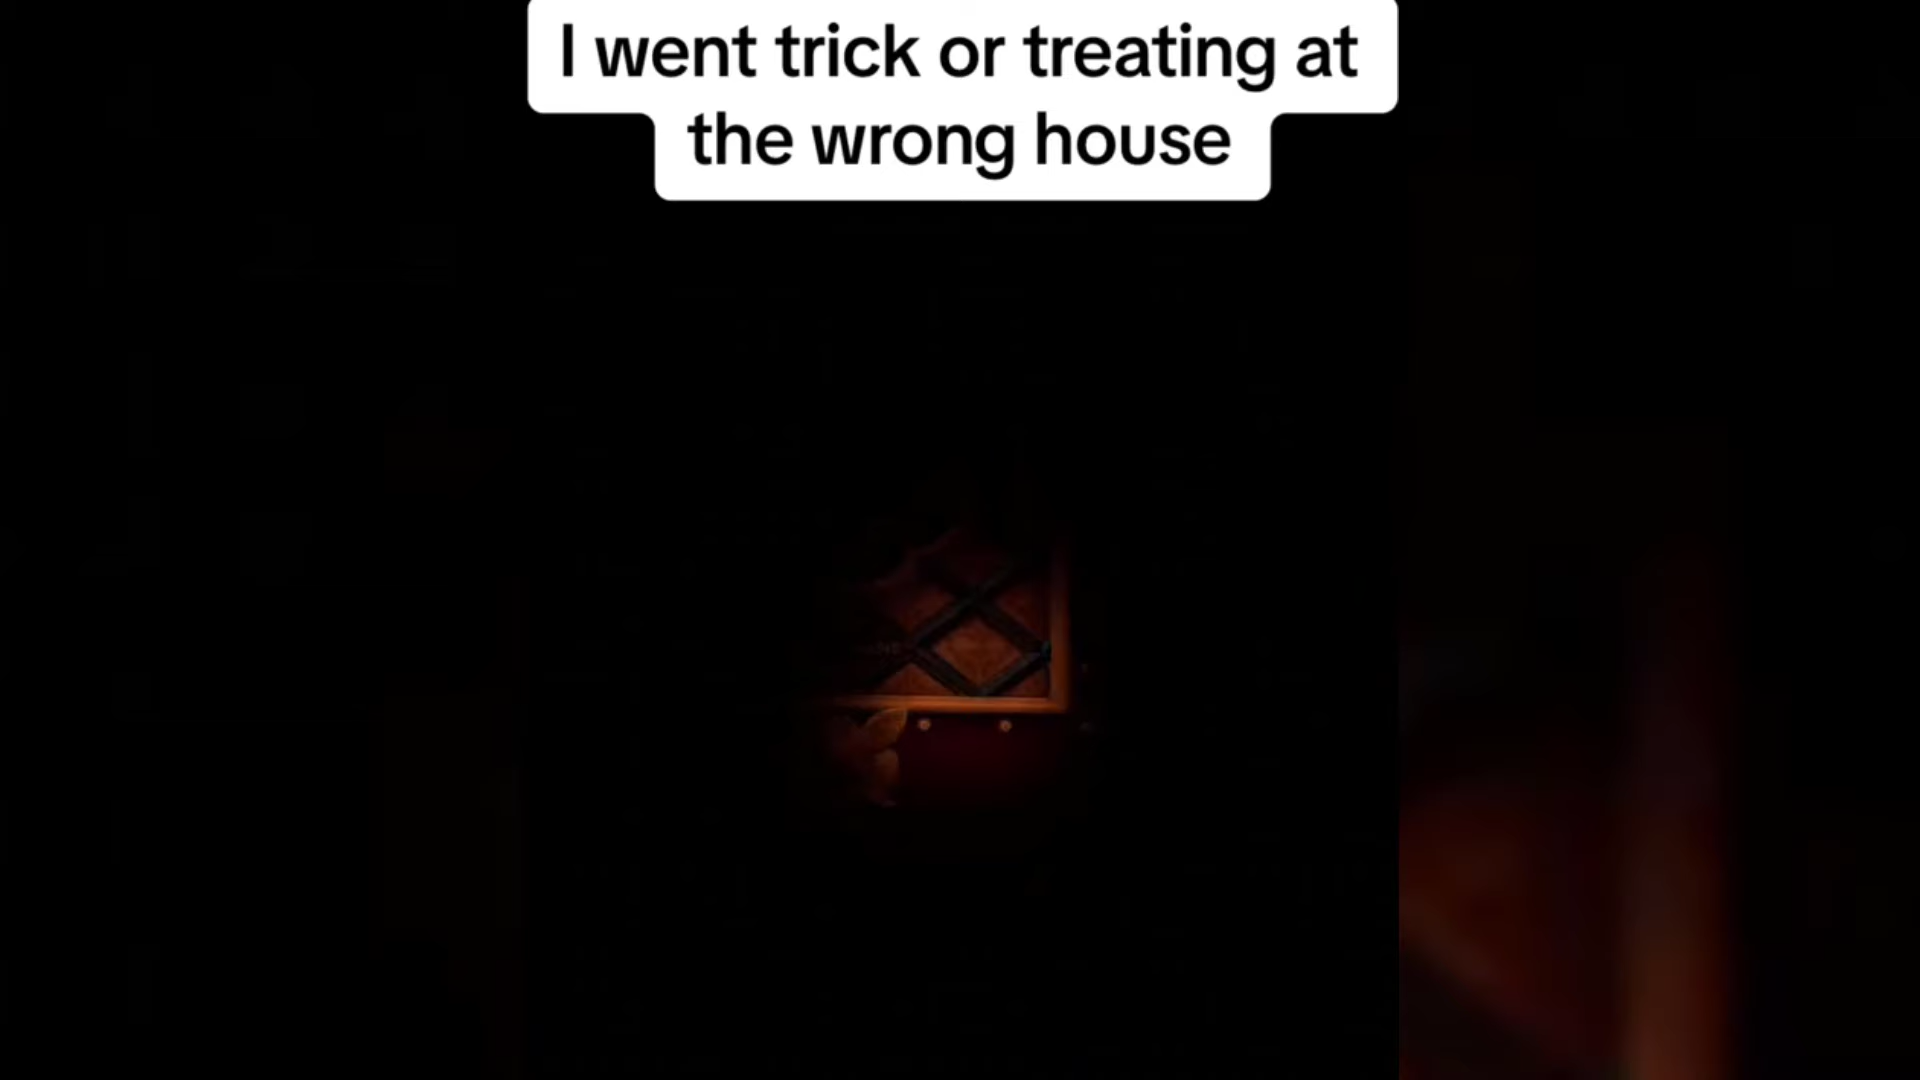 I went trick or treating at
the wrong house